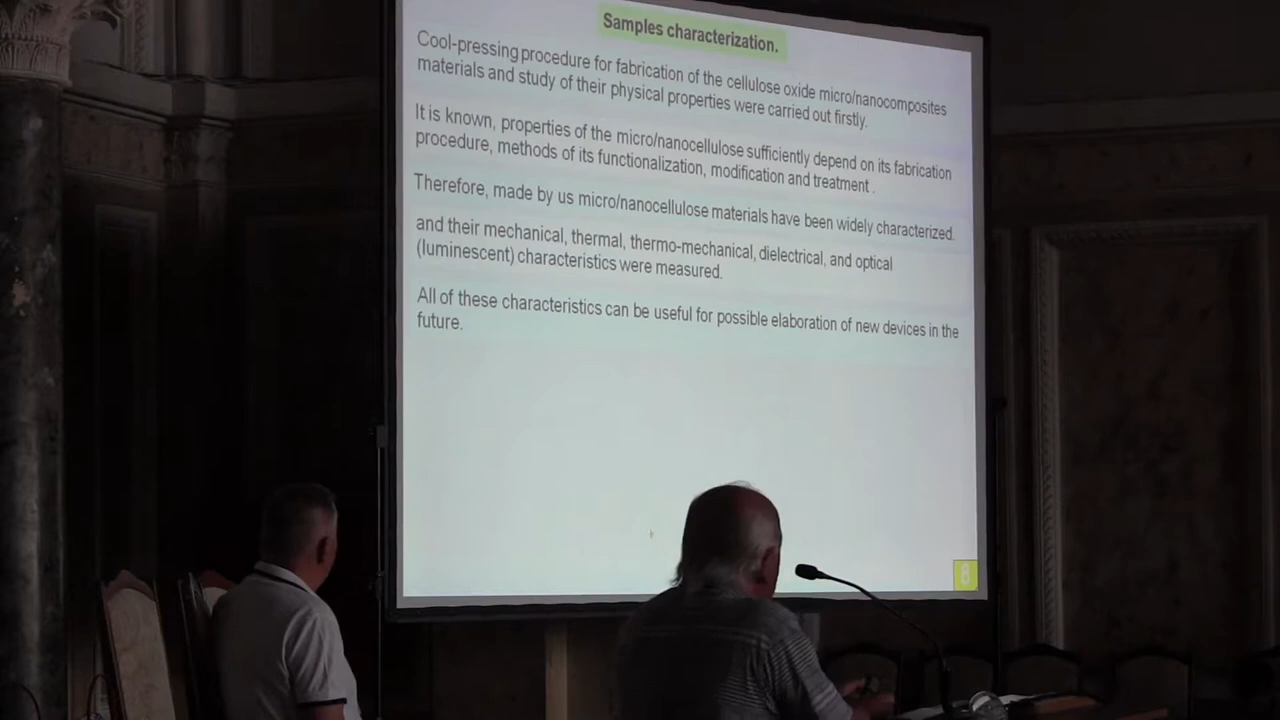 Samples characterization.
Cool-pressing procedure for fabrication of the cellulose oxide micro/nanocomposites
materials and study of their physical properties were carried out firstly.
It is known, properties of the micro/nanocellulose sufficiently depend on its fabrication
procedure, methods of its functionalization, modification and treatment .
Therefore, made by us micro/nanocellulose materials have been widely characterized.
and their mechanical, thermal, thermo-mechanical, dielectrical, and optical
(luminescent) characteristics were measured.
All of these characteristics can be useful for possible elaboration of new devices in the
future.
8